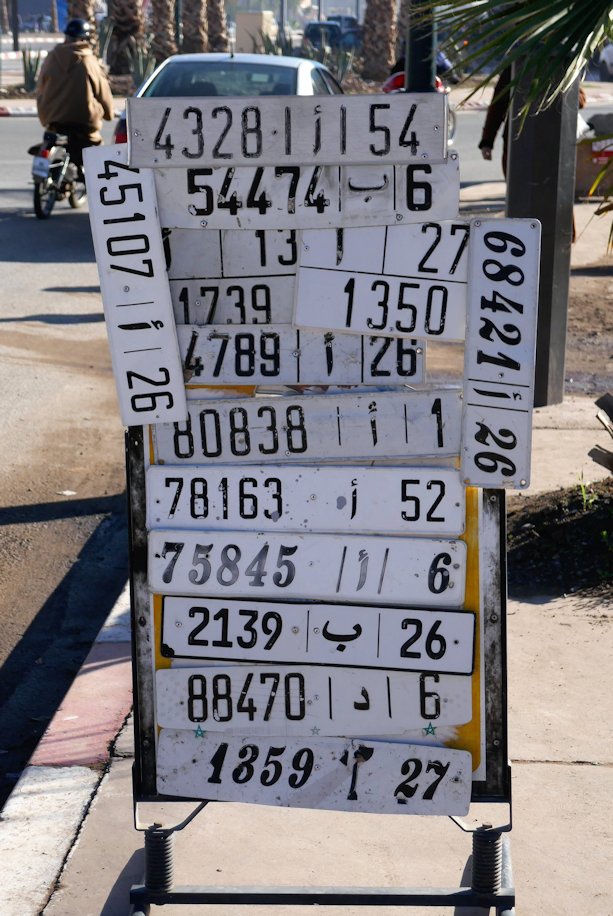 4328 | أ | 54
54474 | ب | 6
45107 | أ | 26
13
أ | 27
68421 | أ | 26
1739
1350
4789 | أ | 26
80838 | أ | 1
78163 أ 52
75845 | أ | 6
2139 | ب | 26
88470 | د | 6
1359 أ 27